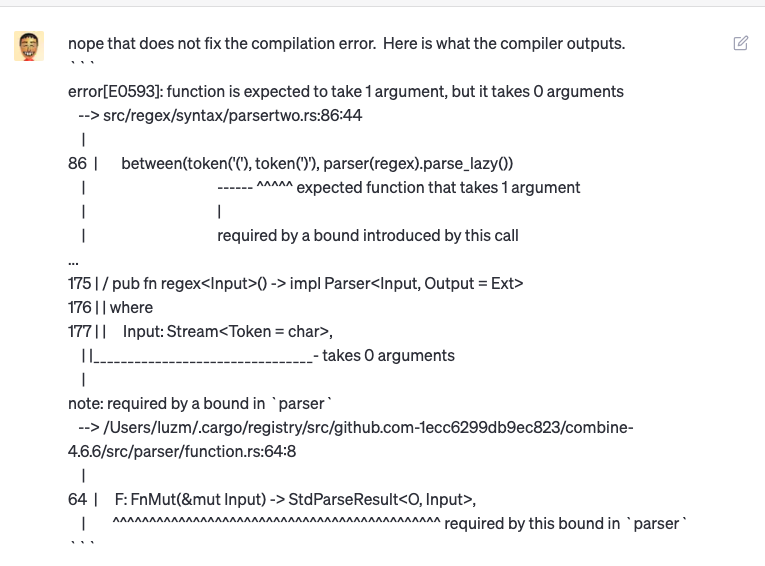 nope that does not fix the compilation error.  Here is what the compiler outputs.
```
error[E0593]: function is expected to take 1 argument, but it takes 0 arguments
  --> src/regex/syntax/parsertwo.rs:86:44
   |
86 |     between(token('('), token(')'), parser(regex).parse_lazy())
   |                                     ------ ^^^^^ expected function that takes 1 argument
   |                                     |
   |                                     required by a bound introduced by this call
...
175 | / pub fn regex<Input>() -> impl Parser<Input, Output = Ext>
176 | | where
177 | |     Input: Stream<Token = char>,
   | |________________________________- takes 0 arguments
   |
note: required by a bound in `parser`
  --> /Users/luzm/.cargo/registry/src/github.com-1ecc6299db9ec823/combine-
4.6.6/src/parser/function.rs:64:8
   |
64 |     F: FnMut(&mut Input) -> StdParseResult<O, Input>,
   |        ^^^^^^^^^^^^^^^^^^^^^^^^^^^^^^^^^^^^^^^^^^^^^ required by this bound in `parser`
```